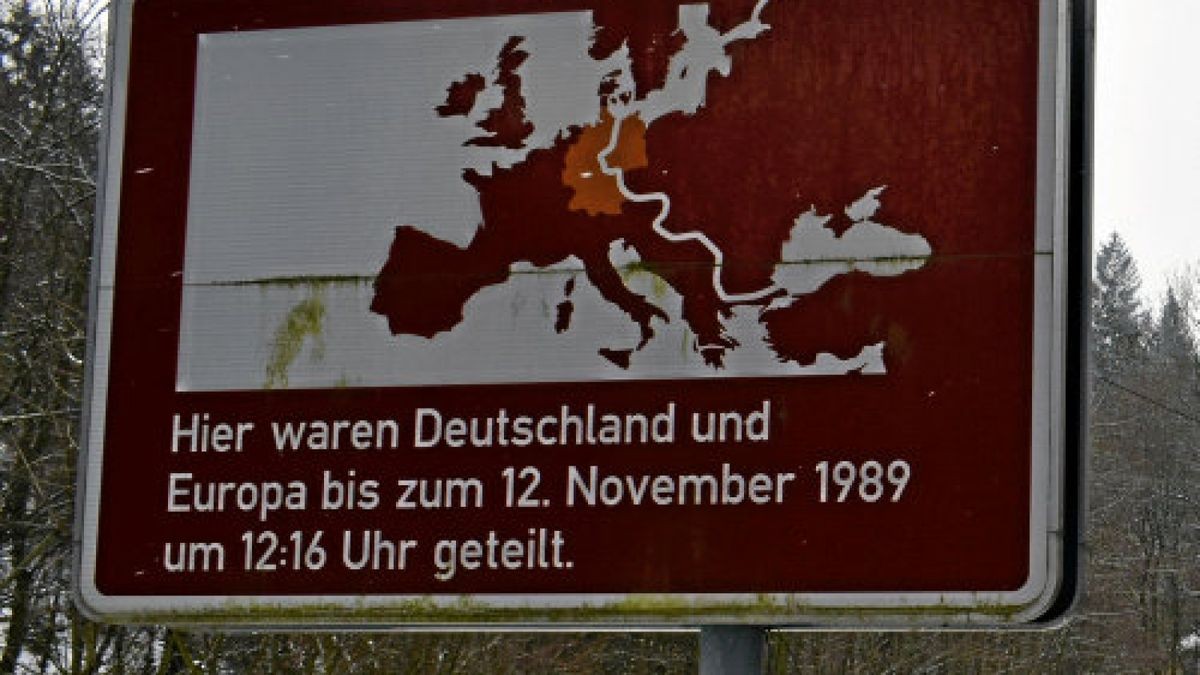 Hier waren Deutschland und
Europa bis zum 12. November 1989
um 12:16 Uhr geteilt.